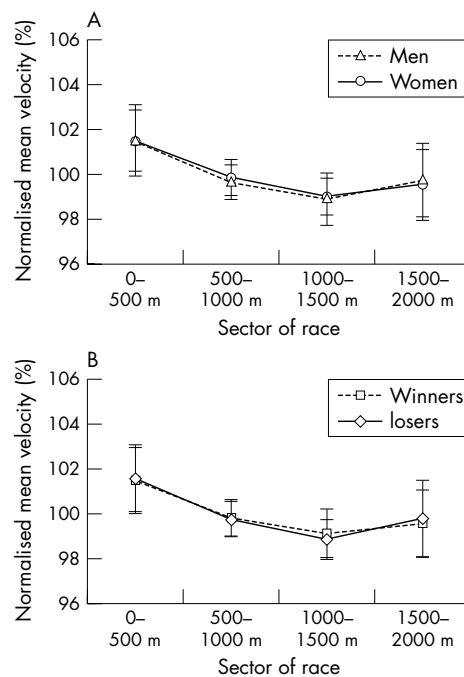 A
Normalised mean velocity (%)
106
104
102
100
98
96
Men
Women
0–
500 m
500–
1000 m
1000–
1500 m
1500–
2000 m
Sector of race
B
Normalised mean velocity (%)
106
104
102
100
98
96
Winners
losers
0–
500 m
500–
1000 m
1000–
1500 m
1500–
2000 m
Sector of race